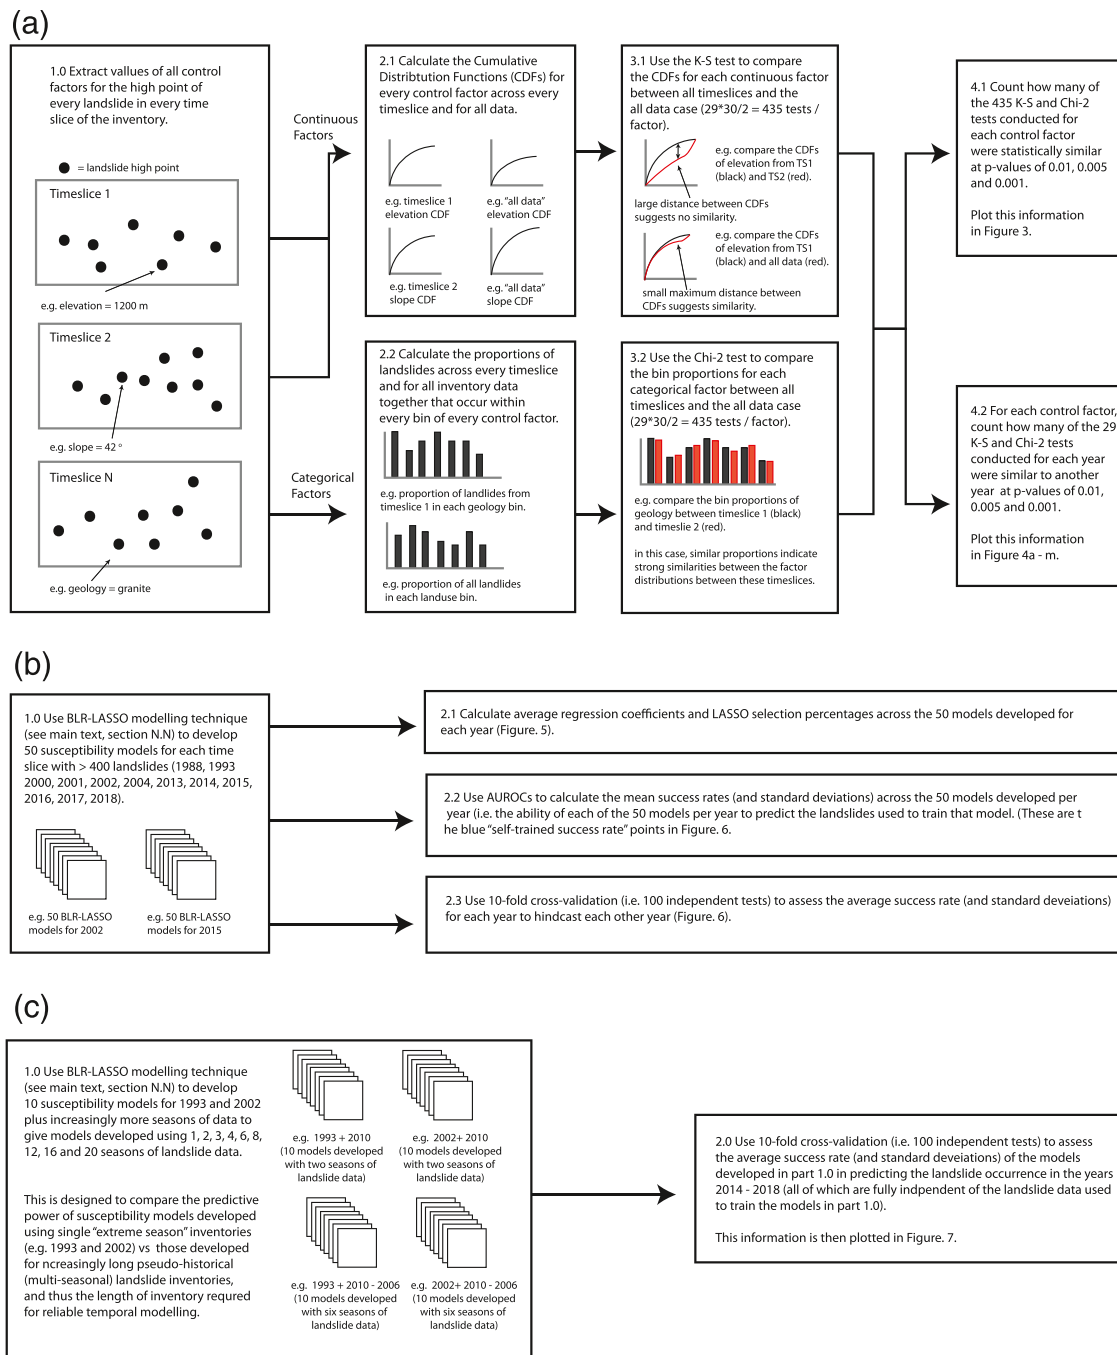 (a)
1.0 Extract vallues of all control
factors for the high point of
every landslide in every time
slice of the inventory.
= landslide high point
Timeslice 1
e.g. elevation = 1200 m
Timeslice 2
e.g. slope = 42 °
Timeslice N
e.g. geology = granite
Continuous
Factors
Categorical
Factors
2.1 Calculate the Cumulative
Distribtution Functions (CDFs) for
every control factor across every
timeslice and for all data.
e.g. timeslice 1
elevation CDF
e.g. "all data"
elevation CDF
e.g. timeslice 2
slope CDF
e.g. "all data"
slope CDF
2.2 Calculate the proportions of
landslides across every timeslice
and for all inventory data
together that occur within
every bin of every control factor.
e.g. proportion of landlides from
timeslice 1 in each geology bin.
e.g. proportion of all landlides
in each landuse bin.
3.1 Use the K-S test to compare
the CDFs for each continuous factor
between all timeslices and the
all data case (29*30/2 = 435 tests /
factor).
e.g. compare the CDFs
of elevation from TS1
(black) and TS2 (red).
large distance between CDFs
suggests no similarity.
e.g. compare the CDFs
of elevation from TS1
(black) and all data (red).
small maximum distance between
CDFs suggests similarity.
3.2 Use the Chi-2 test to compare
the bin proportions for each
categorical factor between all
timeslices and the all data case
(29*30/2 = 435 tests / factor).
e.g. compare the bin proportions of
geology between timeslice 1 (black)
and timeslie 2 (red).
in this case, similar proportions indicate
strong similarities between the factor
distributions between these timeslices.
4.1 Count how many of
the 435 K-S and Chi-2
tests conducted for
each control factor
were statistically similar
at p-values of 0.01, 0.005
and 0.001.
Plot this information
in Figure 3.
4.2 For each control factor,
count how many of the 29
K-S and Chi-2 tests
conducted for each year
were similar to another
year at p-values of 0.01,
0.005 and 0.001.
Plot this information
in Figure 4a - m.
(b)
1.0 Use BLR-LASSO modelling technique
(see main text, section N.N) to develop
50 susceptibility models for each time
slice with > 400 landslides (1988, 1993
2000, 2001, 2002, 2004, 2013, 2014, 2015,
2016, 2017, 2018).
e.g. 50 BLR-LASSO
models for 2002
e.g. 50 BLR-LASSO
models for 2015
2.1 Calculate average regression coefficients and LASSO selection percentages across the 50 models developed for
each year (Figure. 5).
2.2 Use AUROCs to calculate the mean success rates (and standard deviations) across the 50 models developed per
year (i.e. the ability of each of the 50 models per year to predict the landslides used to train that model. (These are t
he blue "self-trained success rate" points in Figure. 6.
2.3 Use 10-fold cross-validation (i.e. 100 independent tests) to assess the average success rate (and standard deveiations)
for each year to hindcast each other year (Figure. 6).
(c)
1.0 Use BLR-LASSO modelling technique
(see main text, section N.N) to develop
10 susceptibility models for 1993 and 2002
plus increasingly more seasons of data to
give models developed using 1, 2, 3, 4, 6, 8,
12, 16 and 20 seasons of landslide data.
This is designed to compare the predictive
power of susceptibility models developed
using single "extreme season" inventories
(e.g. 1993 and 2002) vs those developed
for ncreasingly long pseudo-historical
(multi-seasonal) landslide inventories,
and thus the length of inventory requred
for reliable temporal modelling.
e.g. 1993 + 2010
(10 models developed
with two seasons of
landslide data)
e.g. 2002+ 2010
(10 models developed
with two seasons of
landslide data)
e.g. 1993 + 2010 - 2006
(10 models developed
with six seasons of
landslide data)
e.g. 2002+ 2010 - 2006
(10 models developed
with six seasons of
landslide data)
2.0 Use 10-fold cross-validation (i.e. 100 independent tests) to assess
the average success rate (and standard deveiations) of the models
developed in part 1.0 in predicting the landslide occurrence in the years
2014 - 2018 (all of which are fully indpendent of the landslide data used
to train the models in part 1.0).
This information is then plotted in Figure. 7.